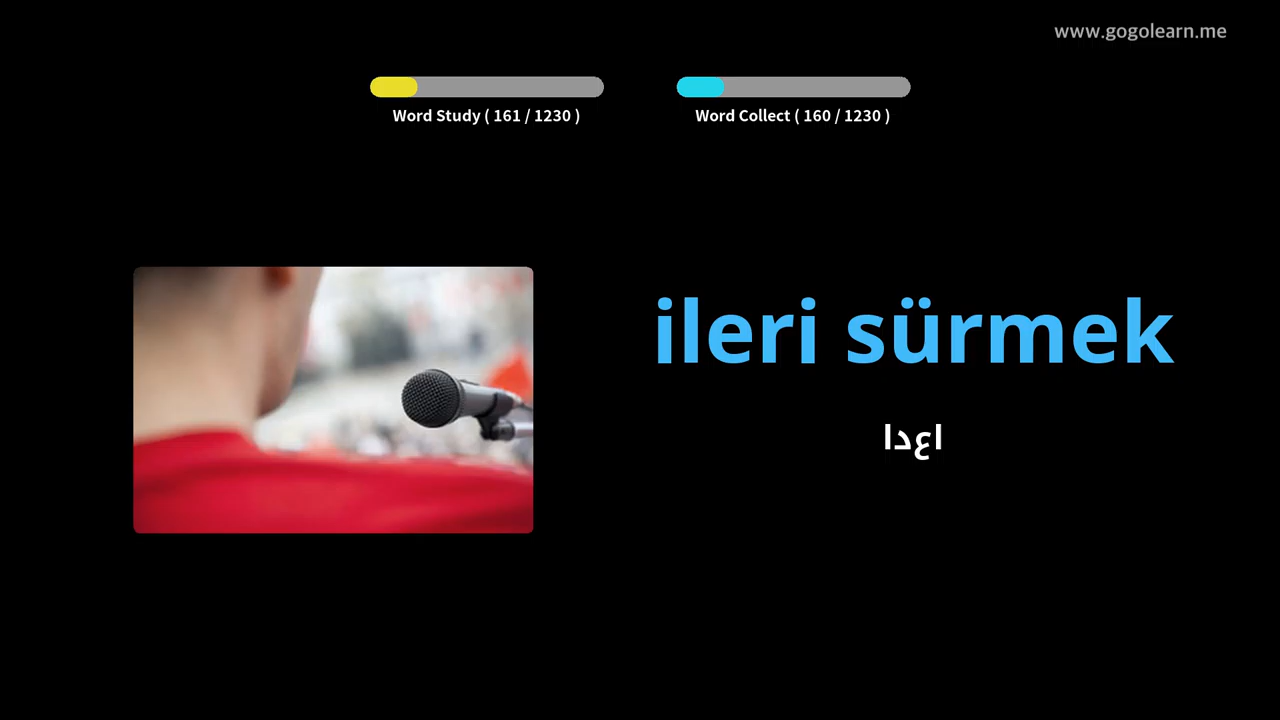 www.gogolearn.me
Word Study ( 161 / 1230 )
Word Collect ( 160 / 1230 )
ileri sürmek
ادعا